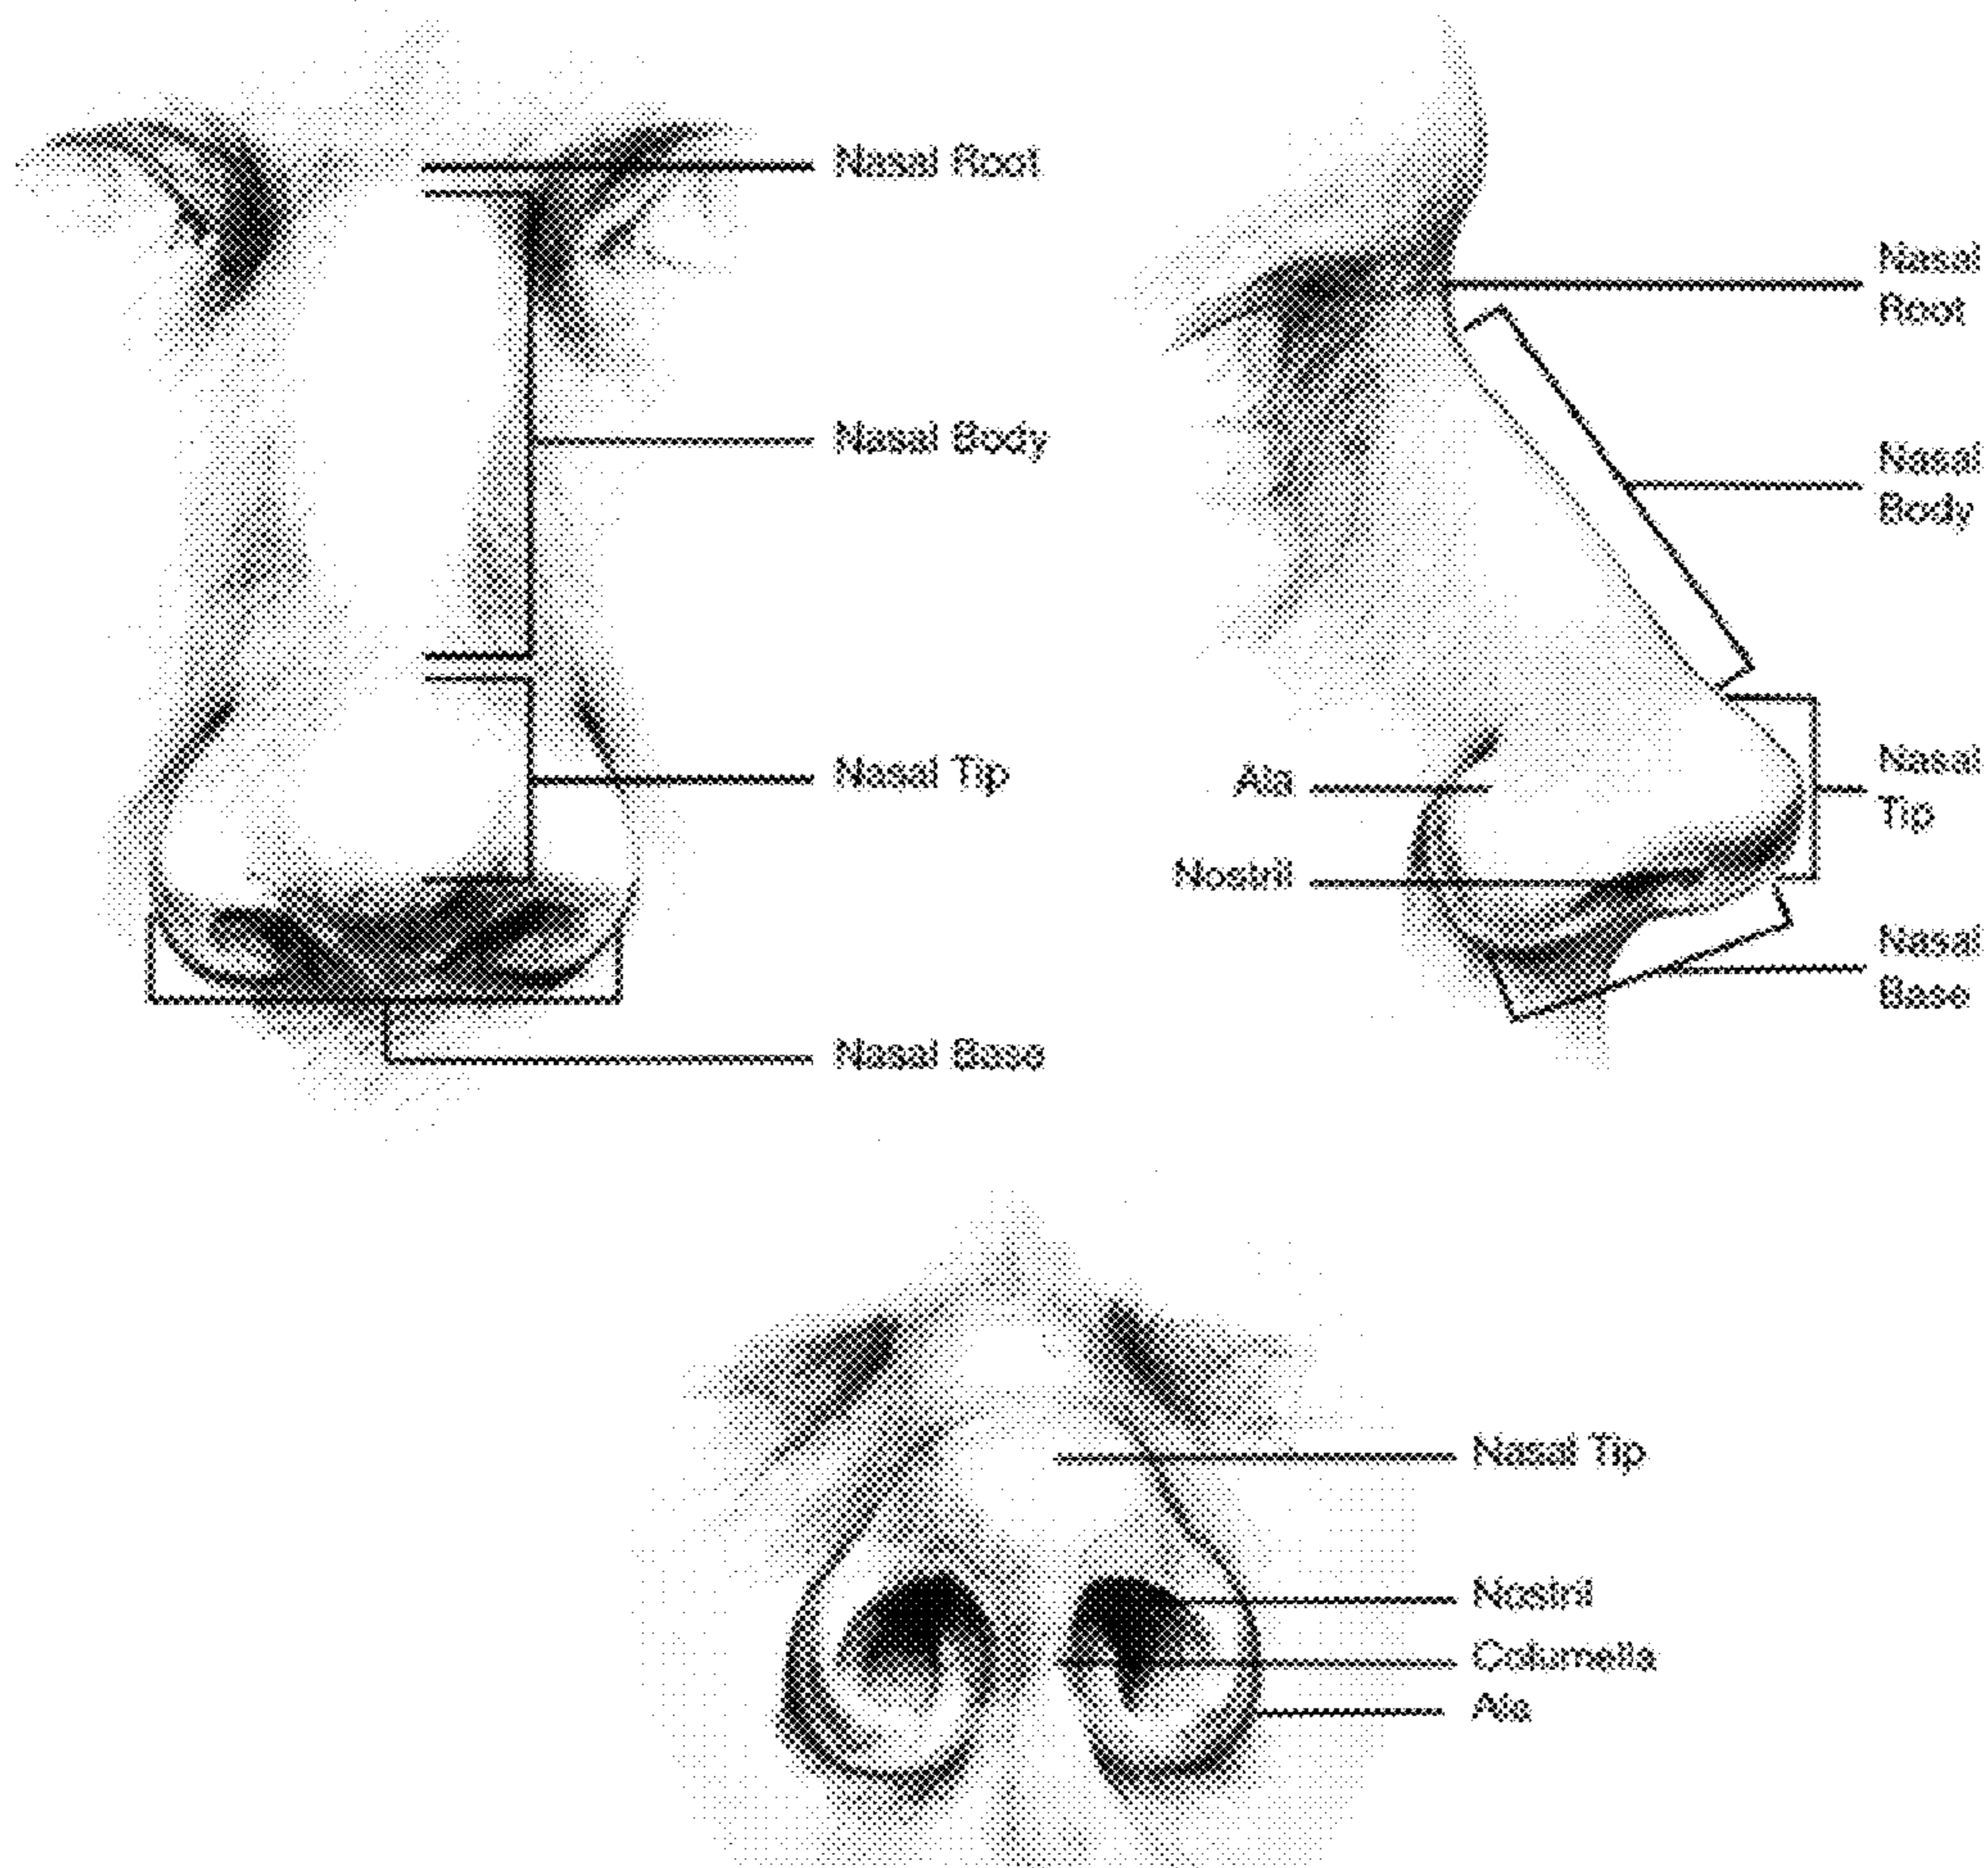 Nasal Root
Nasal Body
Nasal Tip
Nasal Base
Nasal
Root
Nasal
Body
Ala
Nasal
Tip
Nostril
Nasal
Base
Nasal Tip
Nostril
Columella
Ala